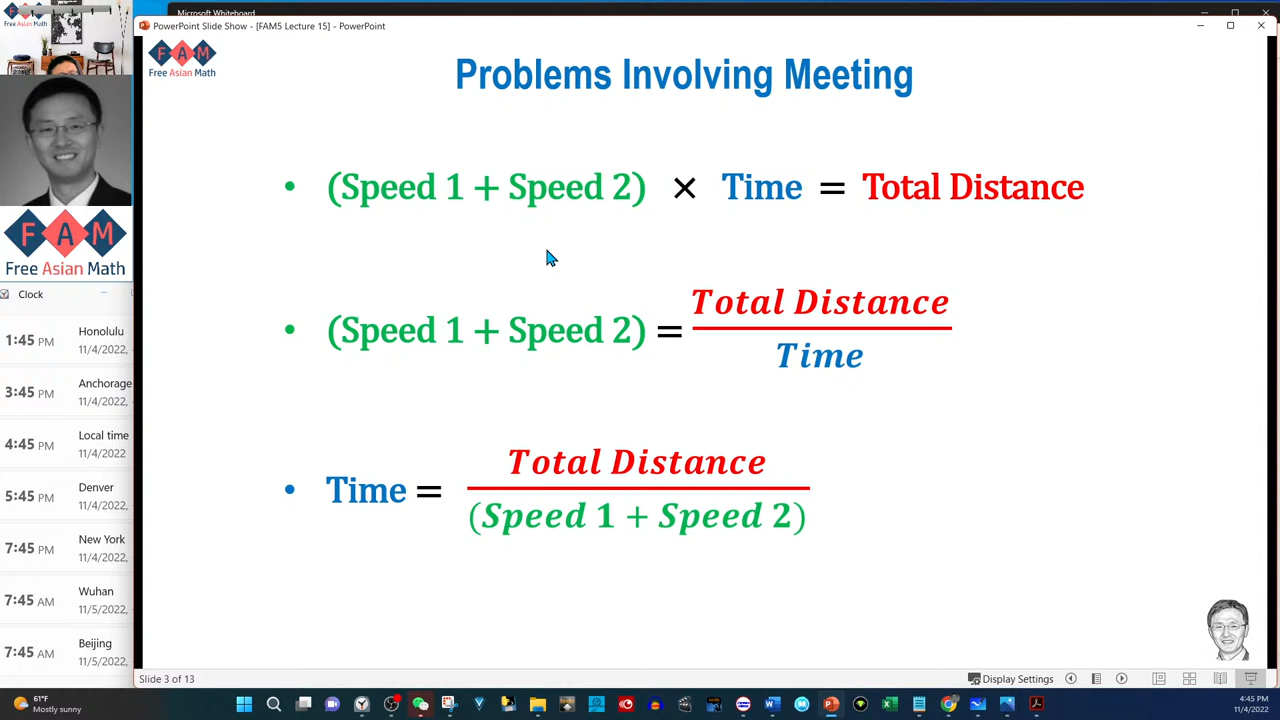 Microsoft Whiteboard
PowerPoint Slide Show - [FAM5 Lecture 15] - PowerPoint
Free Asian Math
F A M
Free Asian Math
Problems Involving Meeting
• (Speed 1 + Speed 2) × Time = Total Distance
• (Speed 1 + Speed 2) = Total Distance
Time
• Time = Total Distance
(Speed 1 + Speed 2)
F A M
Free Asian Math
Clock
1:45 PM Honolulu
11/4/2022,
3:45 PM Anchorage
11/4/2022,
4:45 PM Local time
11/4/2022
5:45 PM Denver
11/4/2022,
7:45 PM New York
11/4/2022,
7:45 AM Wuhan
11/5/2022,
7:45 AM Beijing
11/5/2022,
Slide 3 of 13
Display Settings
61°F
Mostly sunny
4:45 PM
11/4/2022